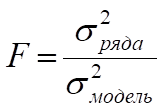 F = σ²ряда / σ²модель